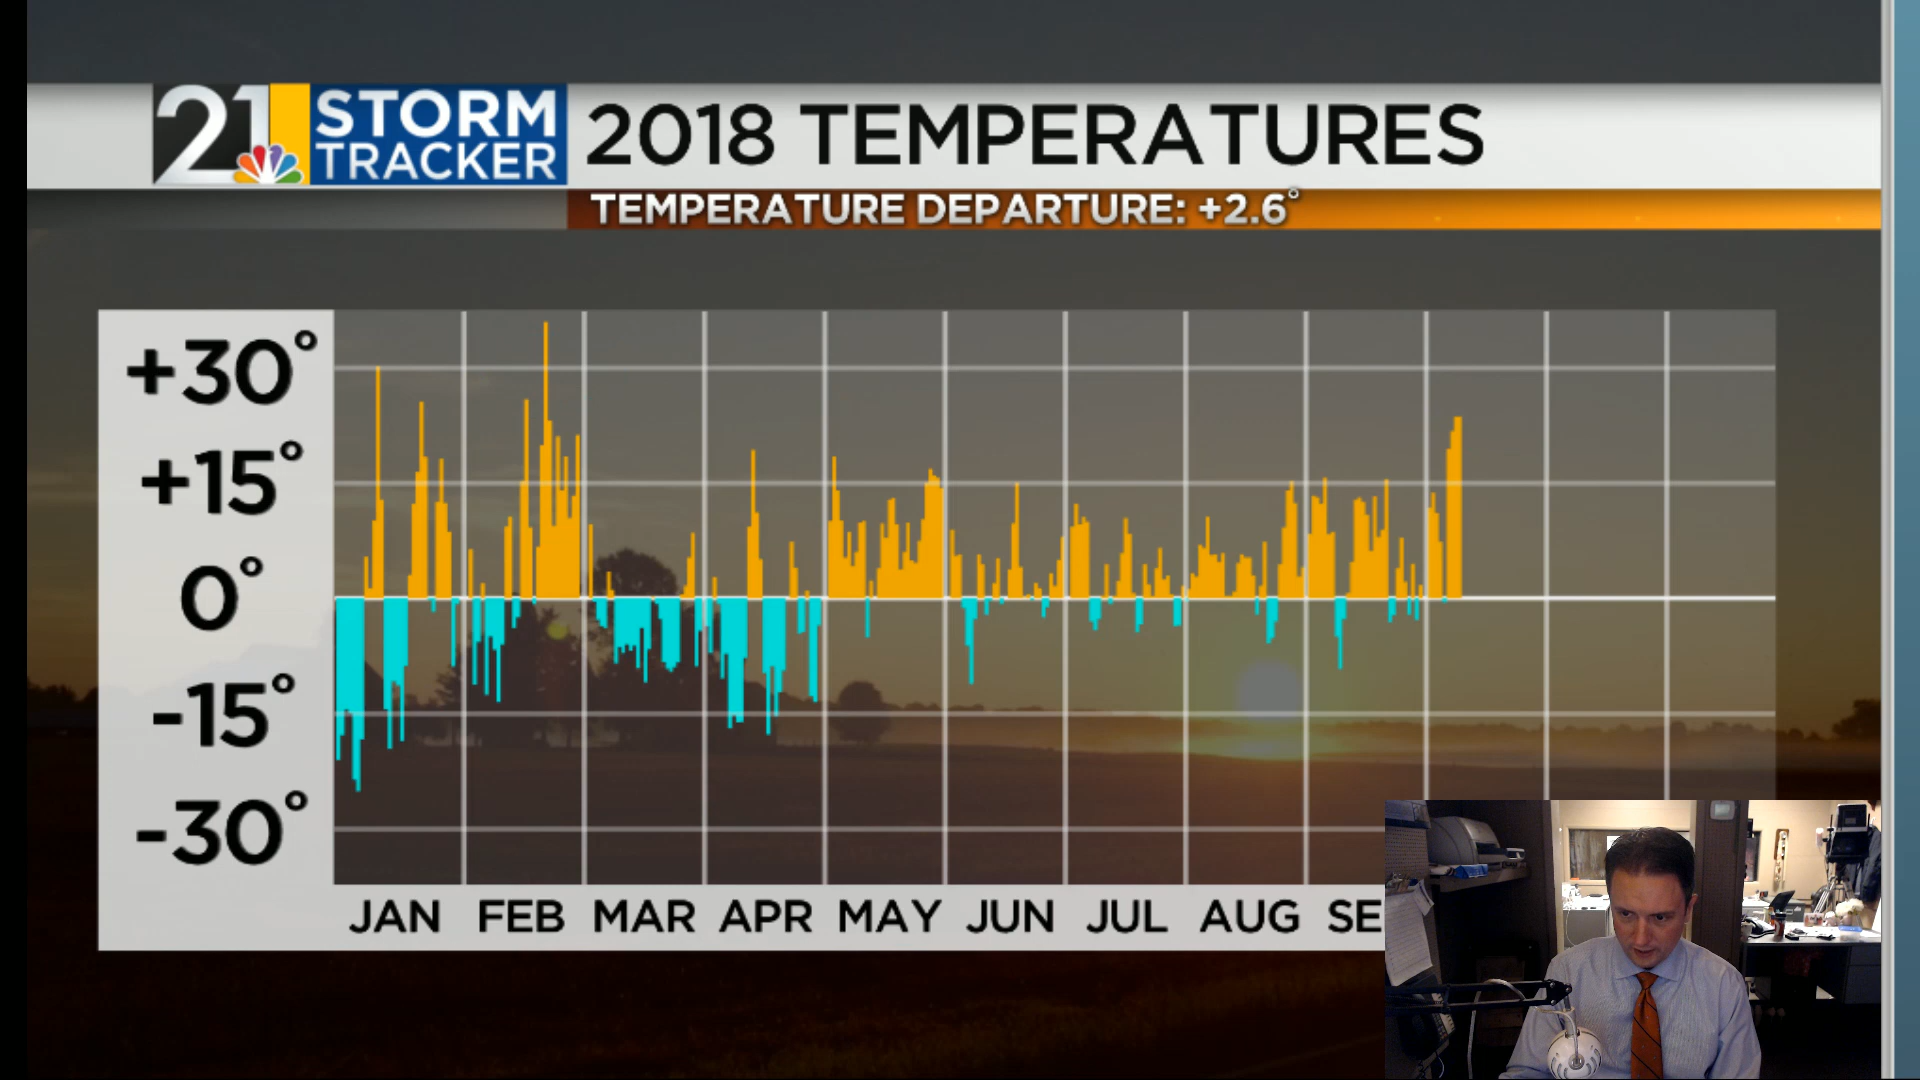 21 STORM TRACKER
2018 TEMPERATURES
TEMPERATURE DEPARTURE: +2.6°
+30°
+15°
0°
-15°
-30°
JAN FEB MAR APR MAY JUN JUL AUG SE